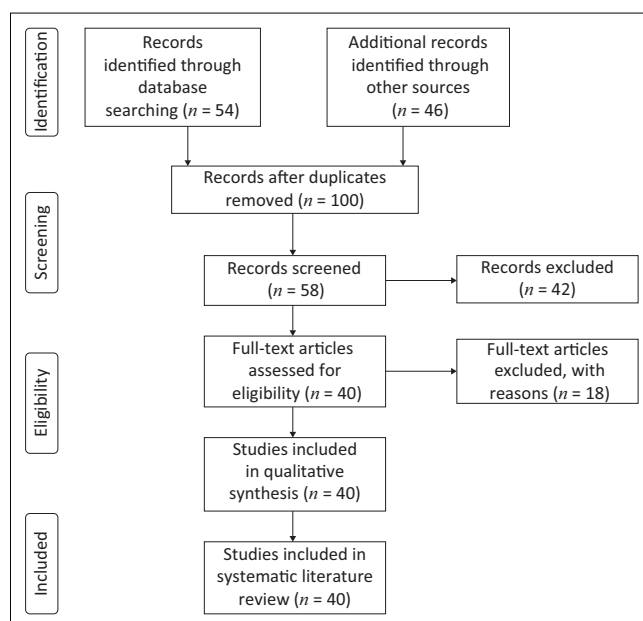 Identification
Records
identified through
database
searching (n = 54)
Additional records
identified through
other sources
(n = 46)
Records after duplicates
removed (n = 100)
Screening
Records screened
(n = 58)
Records excluded
(n = 42)
Eligibility
Full-text articles
assessed for
eligibility (n = 40)
Full-text articles
excluded, with
reasons (n = 18)
Studies included
in qualitative
synthesis (n = 40)
Included
Studies included in
systematic literature
review (n = 40)